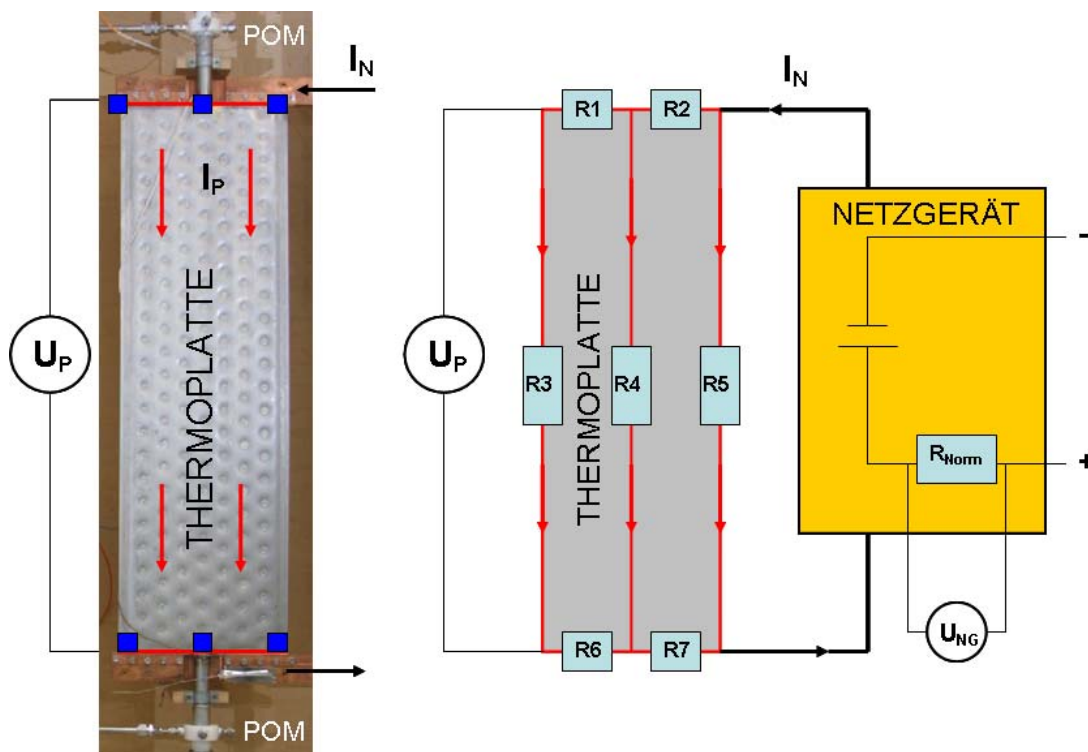 POM
I_N
I_P
THERMOPLATTE
U_P
POM
I_N
R1
R2
NETZGERÄT
-
U_P
R3
THERMOPLATTE
R4
R5
R_Norm
+
R6
R7
U_NG